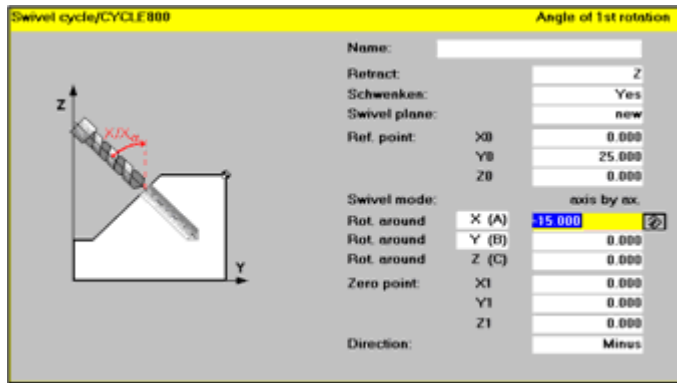 Swivel cycle/CYCLE800 Angle of 1st rotation
Name:
Retract: Z
Schwenken: Yes
Swivel plane: new
Ref. point: X0 0.000
Y0 25.000
Z0 0.000
Swivel mode: axis by ax.
Rot. around X (A) -15.000
Rot. around Y (B) 0.000
Rot. around Z (C) 0.000
Zero point: X1 0.000
Y1 0.000
Z1 0.000
Direction: Minus
Z
Y